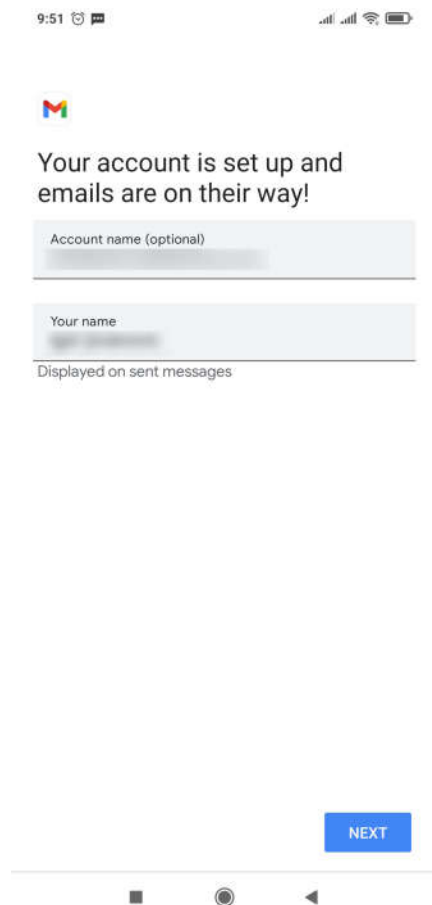 9:51
Your account is set up and
emails are on their way!
Account name (optional)
Your name
Displayed on sent messages
NEXT